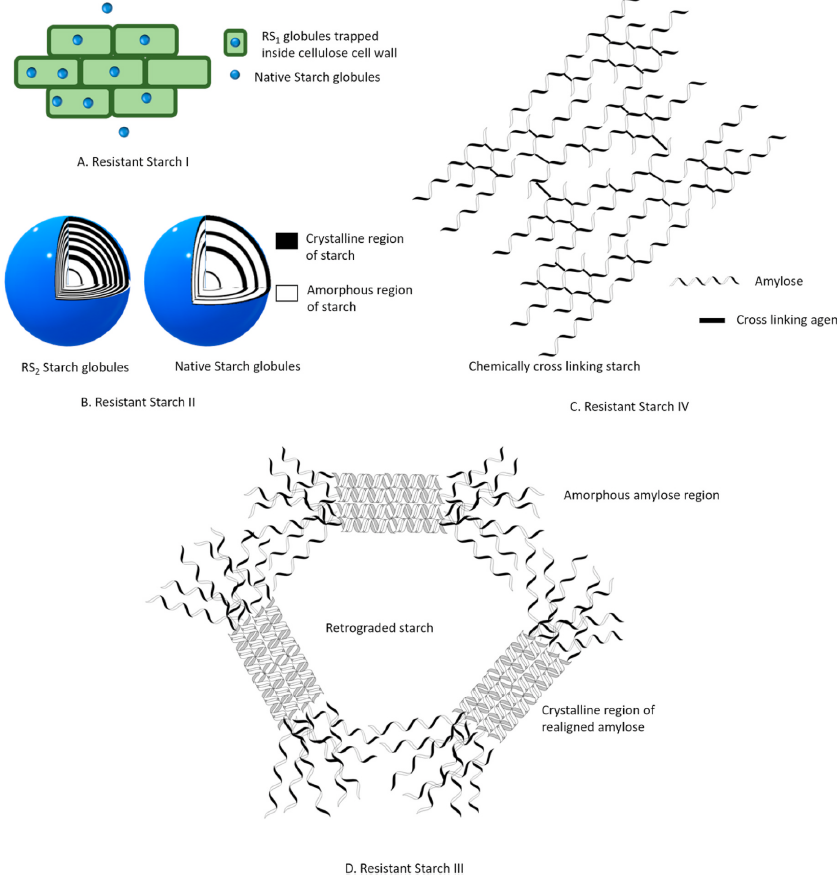 RS1 globules trapped
inside cellulose cell wall
Native Starch globules
A. Resistant Starch I
Crystalline region
of starch
Amorphous region
of starch
RS2 Starch globules
Native Starch globules
B. Resistant Starch II
Amylose
Cross linking agen
Chemically cross linking starch
C. Resistant Starch IV
Amorphous amylose region
Retrograded starch
Crystalline region of
realigned amylose
D. Resistant Starch III